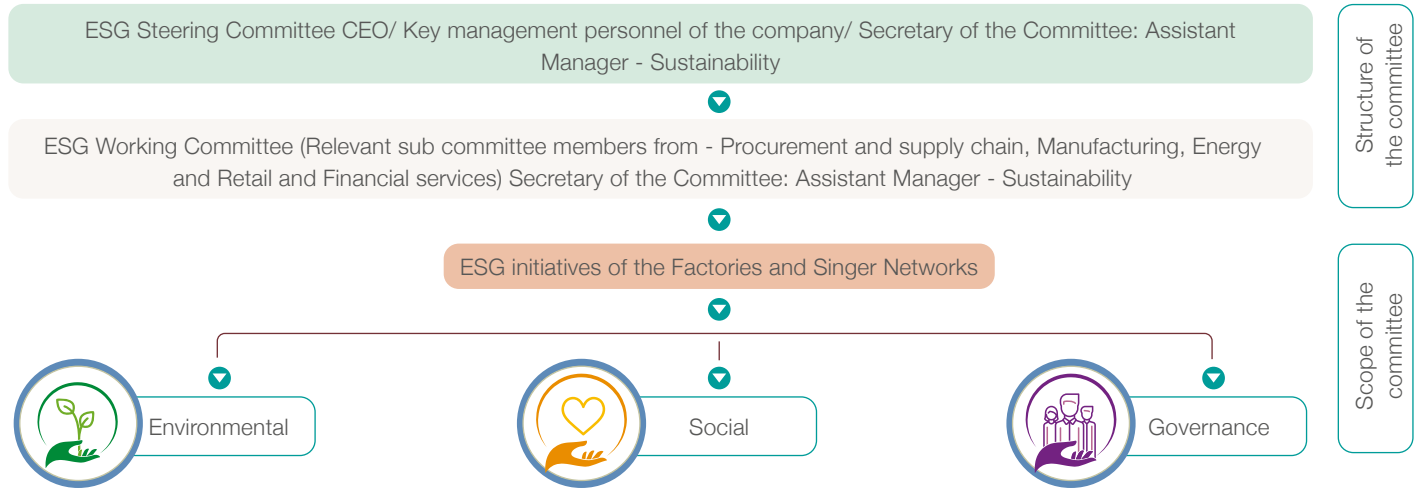 ESG Steering Committee CEO/ Key management personnel of the company/ Secretary of the Committee: Assistant
Manager - Sustainability
Structure of
the committee
ESG Working Committee (Relevant sub committee members from - Procurement and supply chain, Manufacturing, Energy
and Retail and Financial services) Secretary of the Committee: Assistant Manager - Sustainability
ESG initiatives of the Factories and Singer Networks
Scope of the
committee
Environmental
Social
Governance